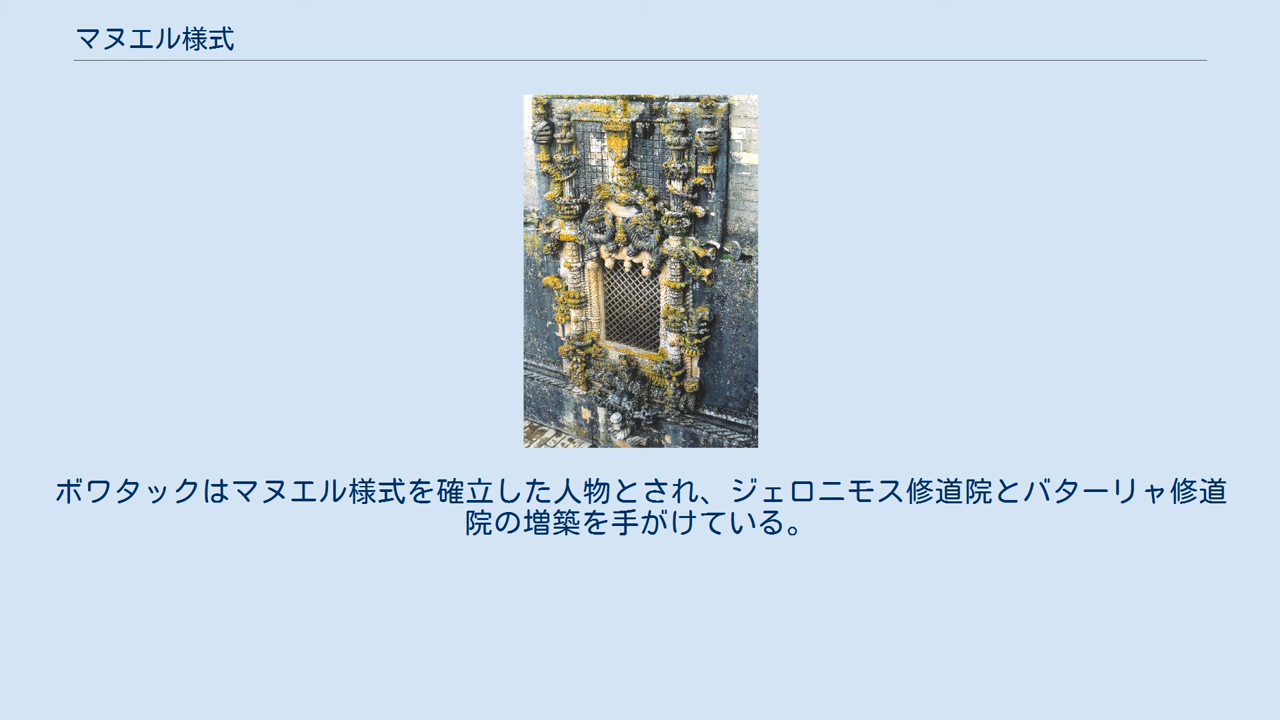 マヌエル様式
ボワタックはマヌエル様式を確立した人物とされ、ジェロニモス修道院とバターリャ修道
院の増築を手がけている。